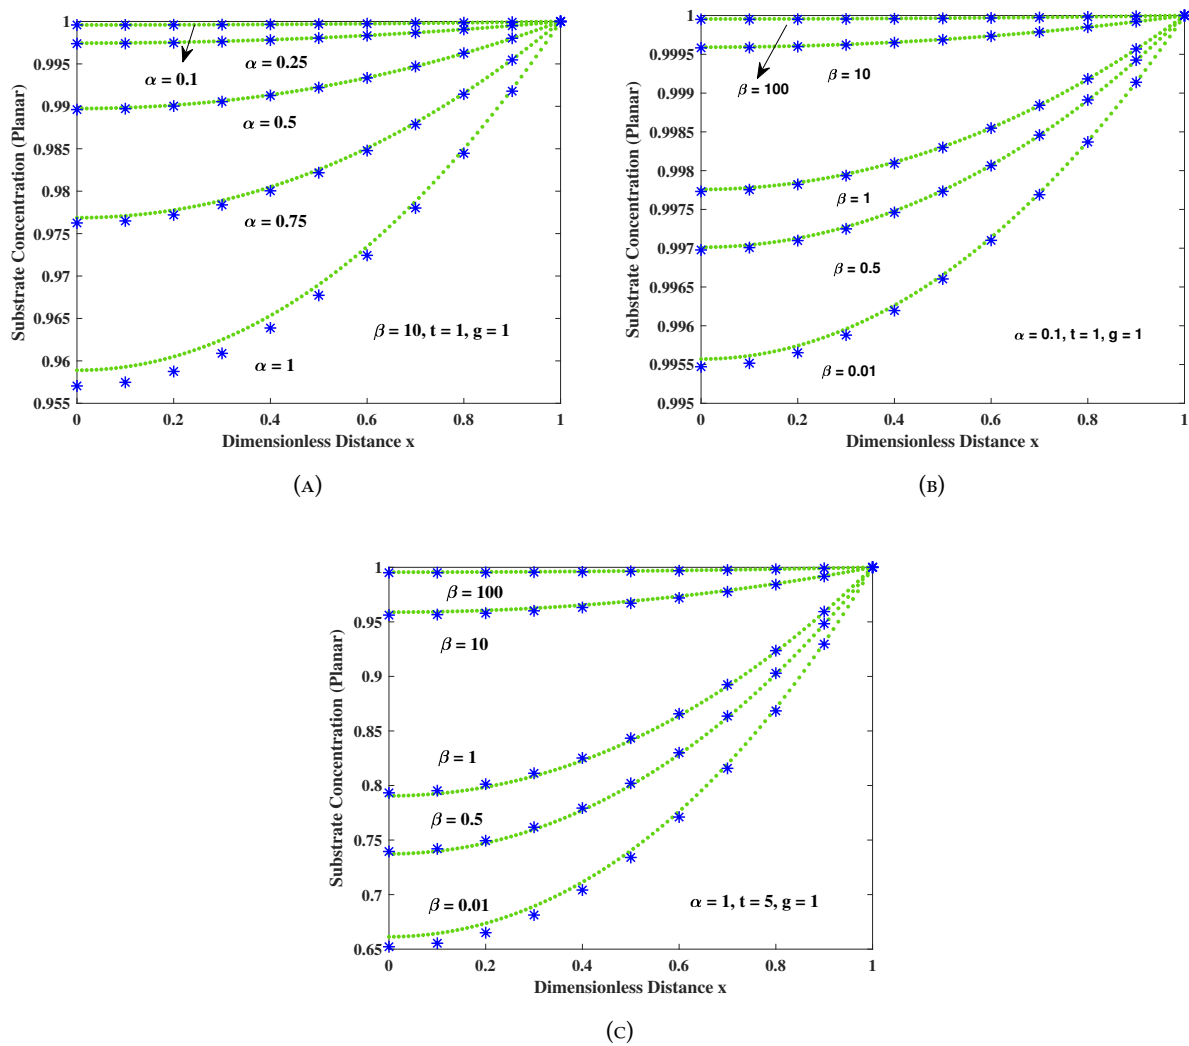 1
0.995
0.99
0.985
0.98
0.975
0.97
0.965
0.96
0.955
Substrate Concentration (Planar)
α = 0.1
α = 0.25
α = 0.5
α = 0.75
α = 1
β = 10, t = 1, g = 1
0 0.2 0.4 0.6 0.8 1
Dimensionless Distance x
(A)
1
0.9995
0.999
0.9985
0.998
0.9975
0.997
0.9965
0.996
0.9955
0.995
Substrate Concentration (Planar)
β = 100
β = 10
β = 1
β = 0.5
β = 0.01
α = 0.1, t = 1, g = 1
0 0.2 0.4 0.6 0.8 1
Dimensionless Distance x
(B)
1
0.95
0.9
0.85
0.8
0.75
0.7
0.65
Substrate Concentration (Planar)
β = 100
β = 10
β = 1
β = 0.5
β = 0.01
α = 1, t = 5, g = 1
0 0.2 0.4 0.6 0.8 1
Dimensionless Distance x
(C)